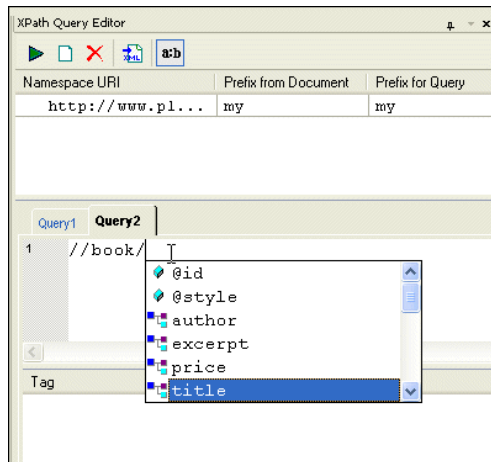 XPath Query Editor
XML a:b
Namespace URI Prefix from Document Prefix for Query
http://www.pl... my my
Query1 Query2
1 //book/
@id
@style
author
excerpt
price
title
Tag